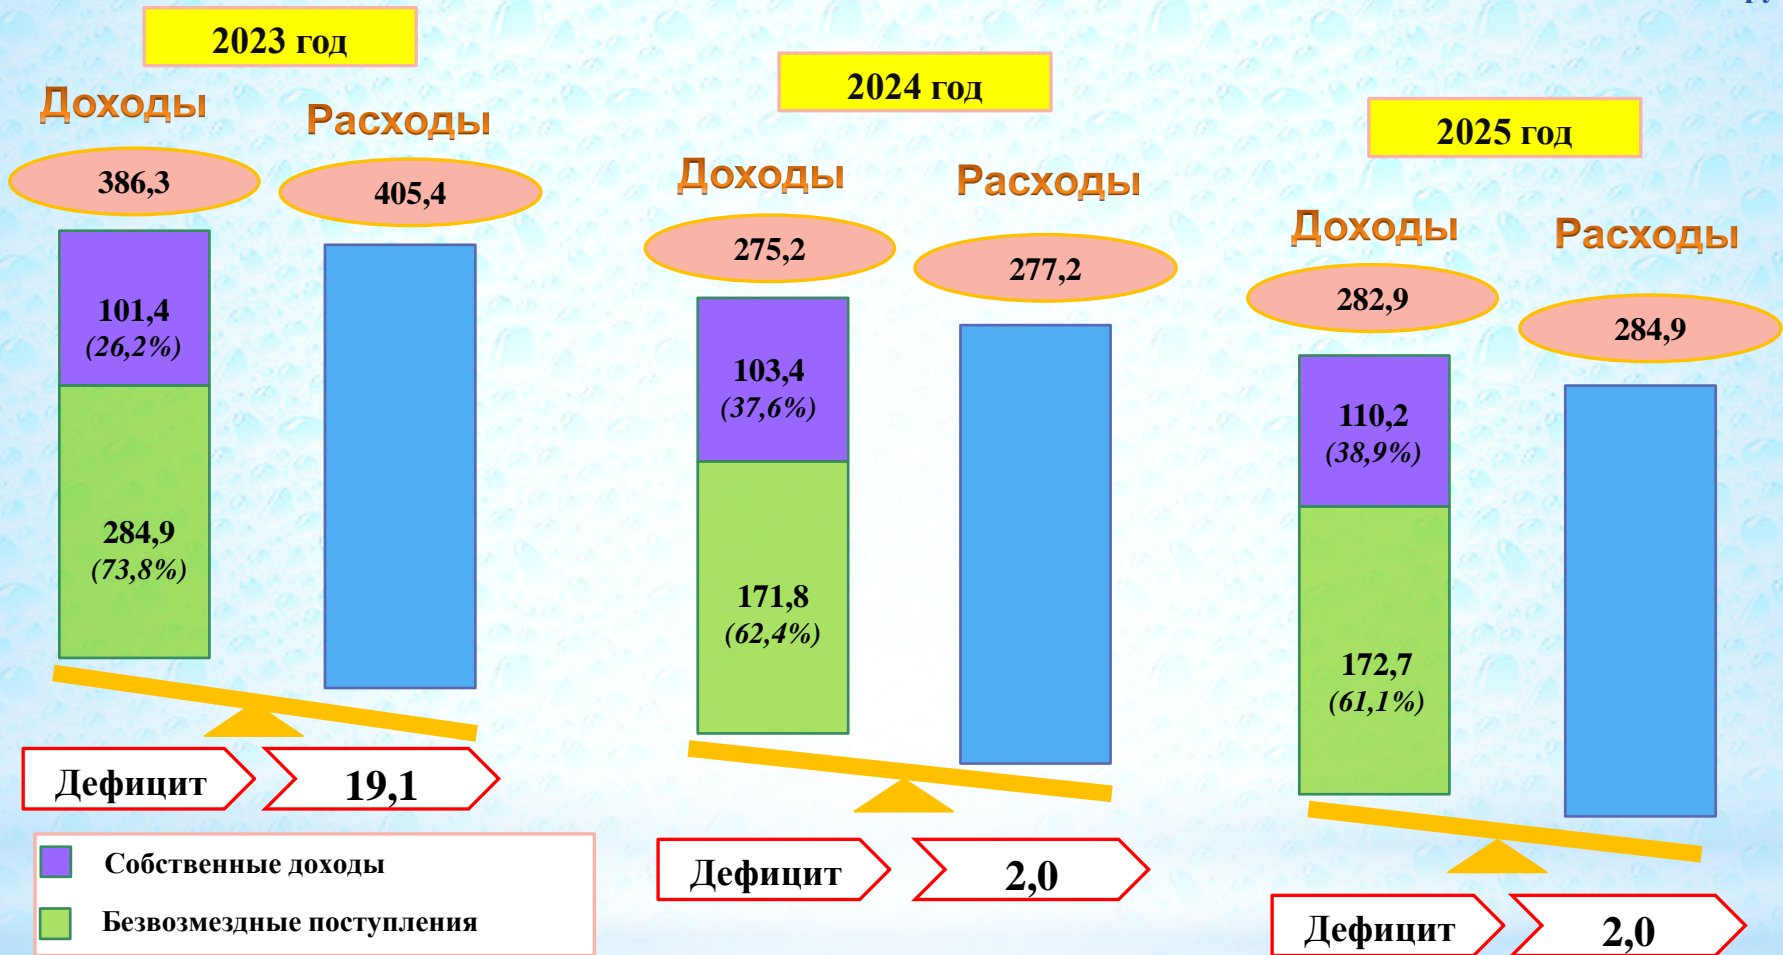 2023 год
Доходы
Расходы
386,3
405,4
101,4
(26,2%)
284,9
(73,8%)
Дефицит
19,1
2024 год
Доходы
Расходы
275,2
277,2
103,4
(37,6%)
171,8
(62,4%)
Дефицит
2,0
2025 год
Доходы
Расходы
282,9
284,9
110,2
(38,9%)
172,7
(61,1%)
Дефицит
2,0
Собственные доходы
Безвозмездные поступления